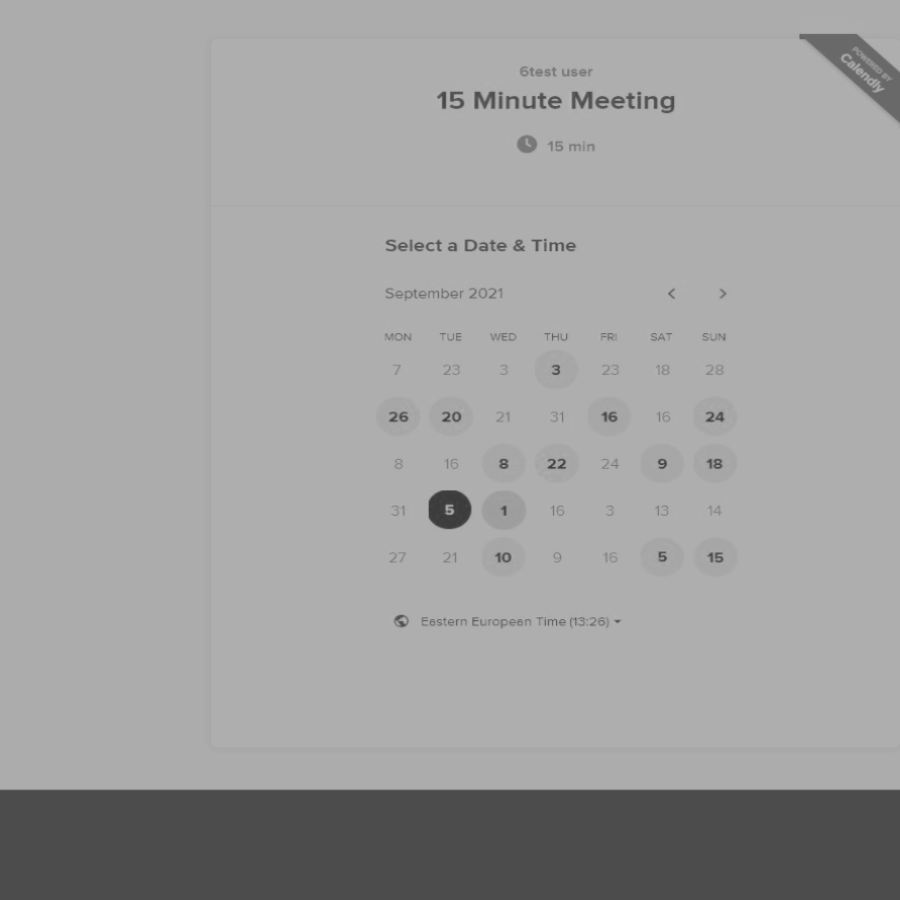 POWERED BY
Calendly
6test user
15 Minute Meeting
15 min
Select a Date & Time
September 2021
MON TUE WED THU FRI SAT SUN
7 23 3 3 23 18 28
26 20 21 31 16 16 24
8 16 8 22 24 9 18
31 5 1 16 3 13 14
27 21 10 9 16 5 15
Eastern European Time (13:26)